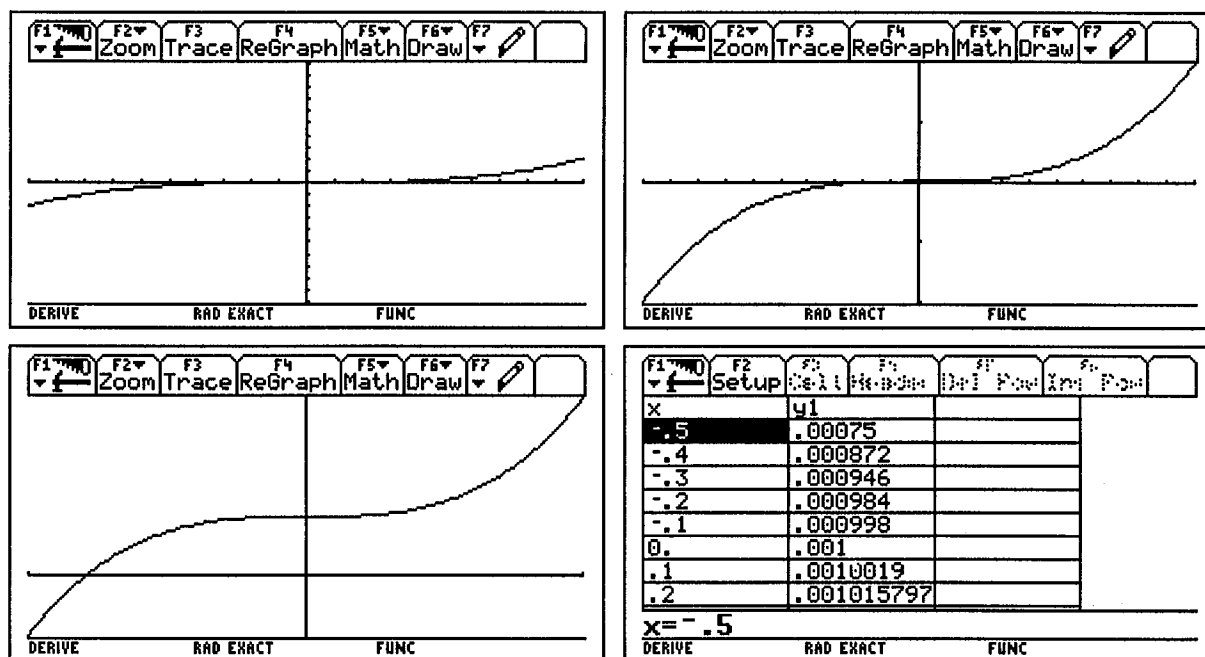 F1 F2 F3 F4 F5 F6 F7
Zoom Trace ReGraph Math Draw
DERIVE RAD EXACT FUNC
F1 F2 F3 F4 F5 F6 F7
Zoom Trace ReGraph Math Draw
DERIVE RAD EXACT FUNC
F1 F2 F3 F4 F5 F6 F7
Zoom Trace ReGraph Math Draw
DERIVE RAD EXACT FUNC
F1 F2
Setup
x y1
-.5 .00075
-.4 .000872
-.3 .000946
-.2 .000984
-.1 .000998
0. .001
.1 .0010019
.2 .001015797
x=-.5
DERIVE RAD EXACT FUNC